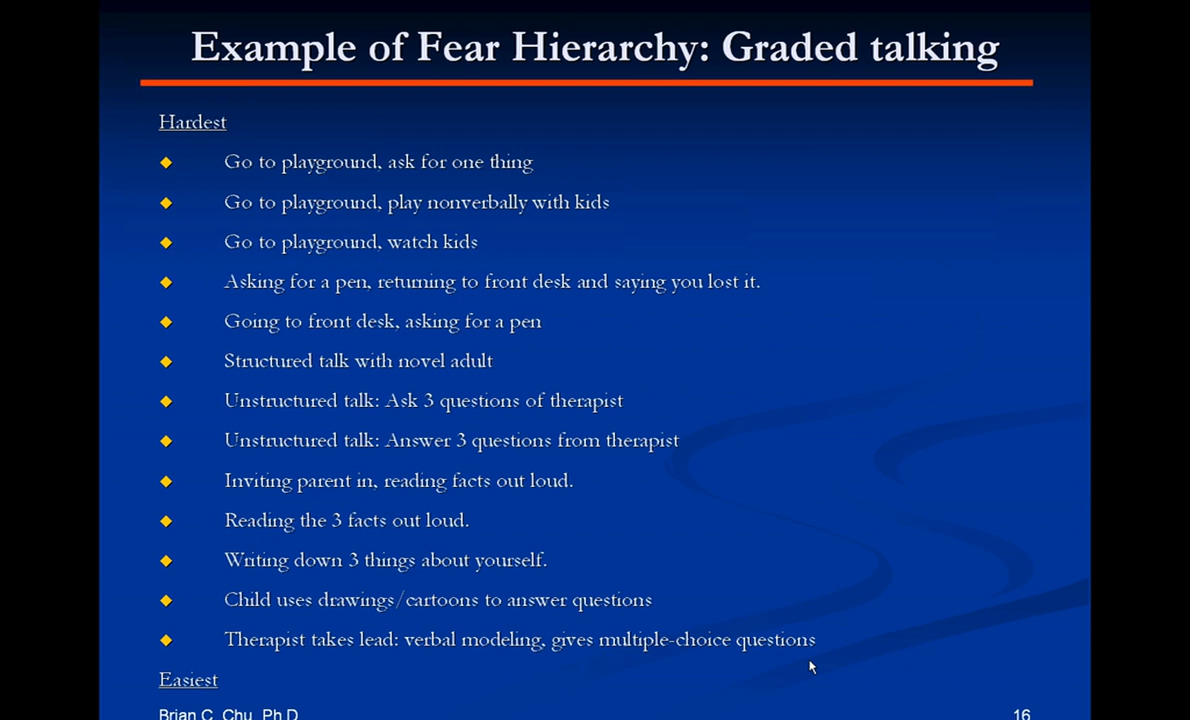 Example of Fear Hierarchy: Graded talking
Hardest
Go to playground, ask for one thing
Go to playground, play nonverbally with kids
Go to playground, watch kids
Asking for a pen, returning to front desk and saying you lost it.
Going to front desk, asking for a pen
Structured talk with novel adult
Unstructured talk: Ask 3 questions of therapist
Unstructured talk: Answer 3 questions from therapist
Inviting parent in, reading facts out loud.
Reading the 3 facts out loud.
Writing down 3 things about yourself.
Child uses drawings/cartoons to answer questions
Therapist takes lead: verbal modeling, gives multiple-choice questions
Easiest
Brian C. Chu, Ph.D.
16